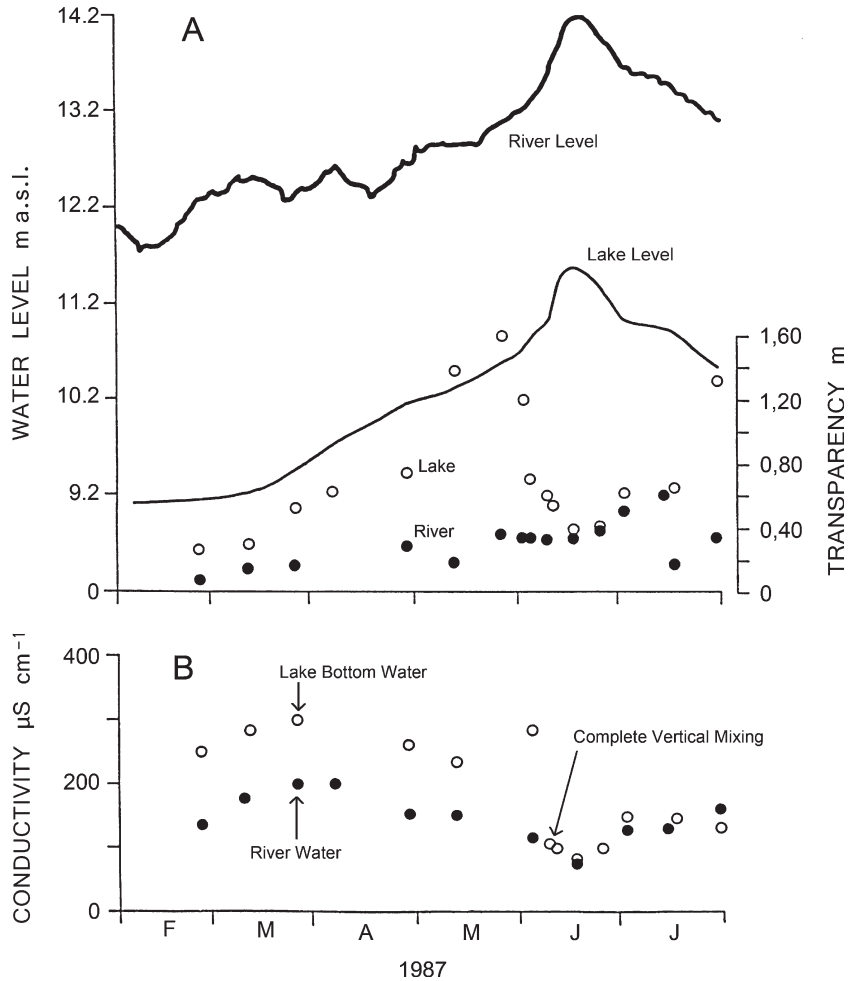 A
14.2
13.2
12.2
11.2
10.2
9.2
0
WATER LEVEL m a.s.l.
River Level
Lake Level
Lake
River
1,60
1,20
0,80
0,40
0
TRANSPARENCY m
B
400
200
0
CONDUCTIVITY µS cm⁻¹
Lake Bottom Water
Complete Vertical Mixing
River Water
F M A M J J
1987